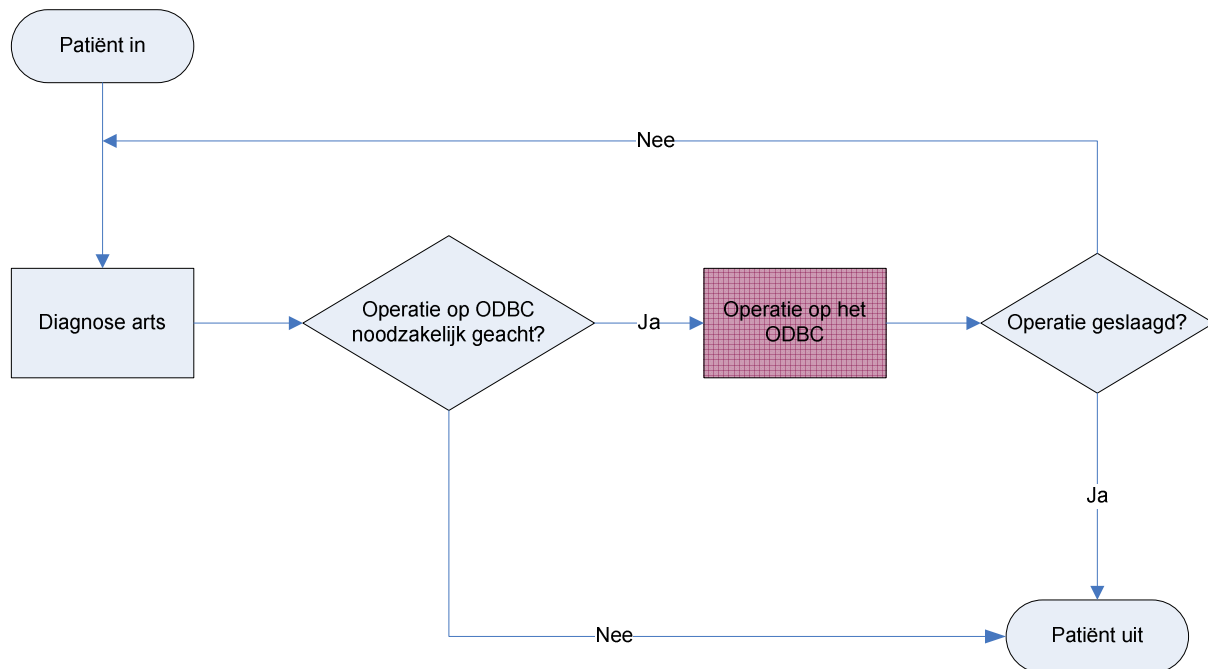 Patiënt in
Nee
Diagnose arts
Operatie op ODBC
noodzakelijk geacht?
Ja
Operatie op het
ODBC
Operatie geslaagd?
Ja
Nee
Patiënt uit